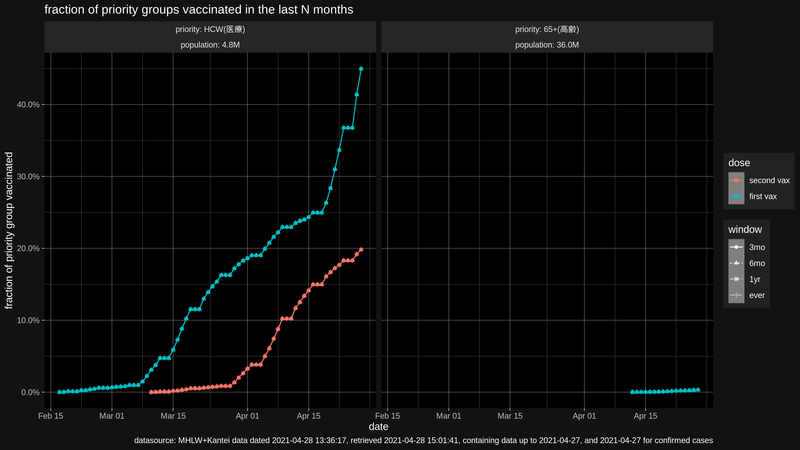 fraction of priority groups vaccinated in the last N months
priority: HCW(医療)
population: 4.8M
priority: 65+(高齢)
population: 36.0M
fraction of priority group vaccinated
40.0%
30.0%
20.0%
10.0%
0.0%
Feb 15
Mar 01
Mar 15
Apr 01
Apr 15
Feb 15
Mar 01
Mar 15
Apr 01
Apr 15
date
dose
second vax
first vax
window
3mo
6mo
1yr
ever
datasource: MHLW+Kantei data dated 2021-04-28 13:36:17, retrieved 2021-04-28 15:01:41, containing data up to 2021-04-27, and 2021-04-27 for confirmed cases